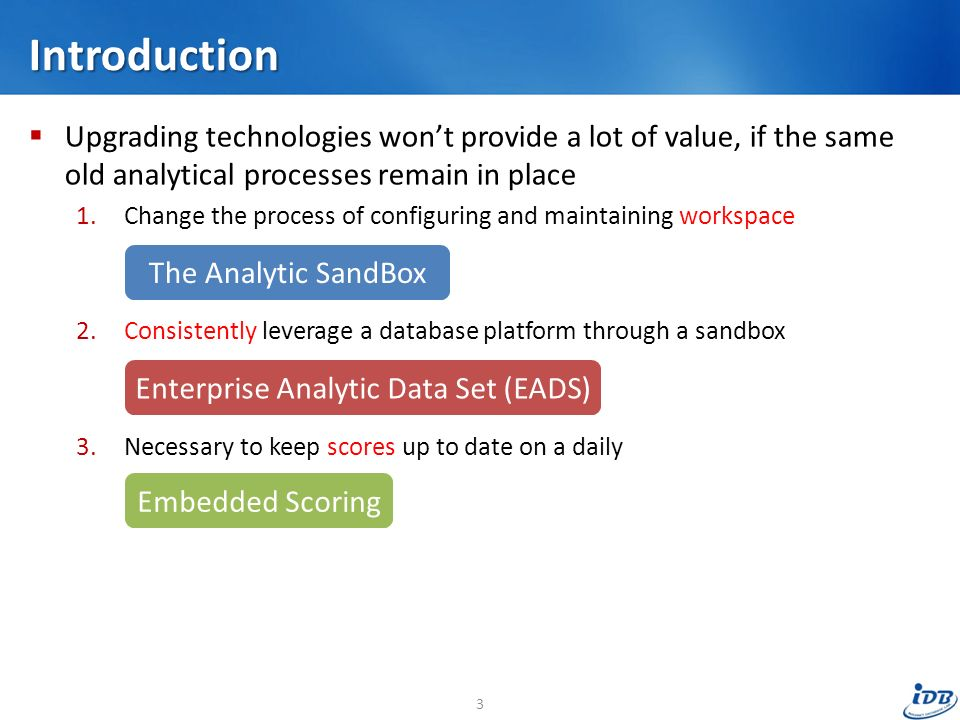 Introduction
▪ Upgrading technologies won’t provide a lot of value, if the same
old analytical processes remain in place
1. Change the process of configuring and maintaining workspace
The Analytic SandBox
2. Consistently leverage a database platform through a sandbox
Enterprise Analytic Data Set (EADS)
3. Necessary to keep scores up to date on a daily
Embedded Scoring
3
iDB